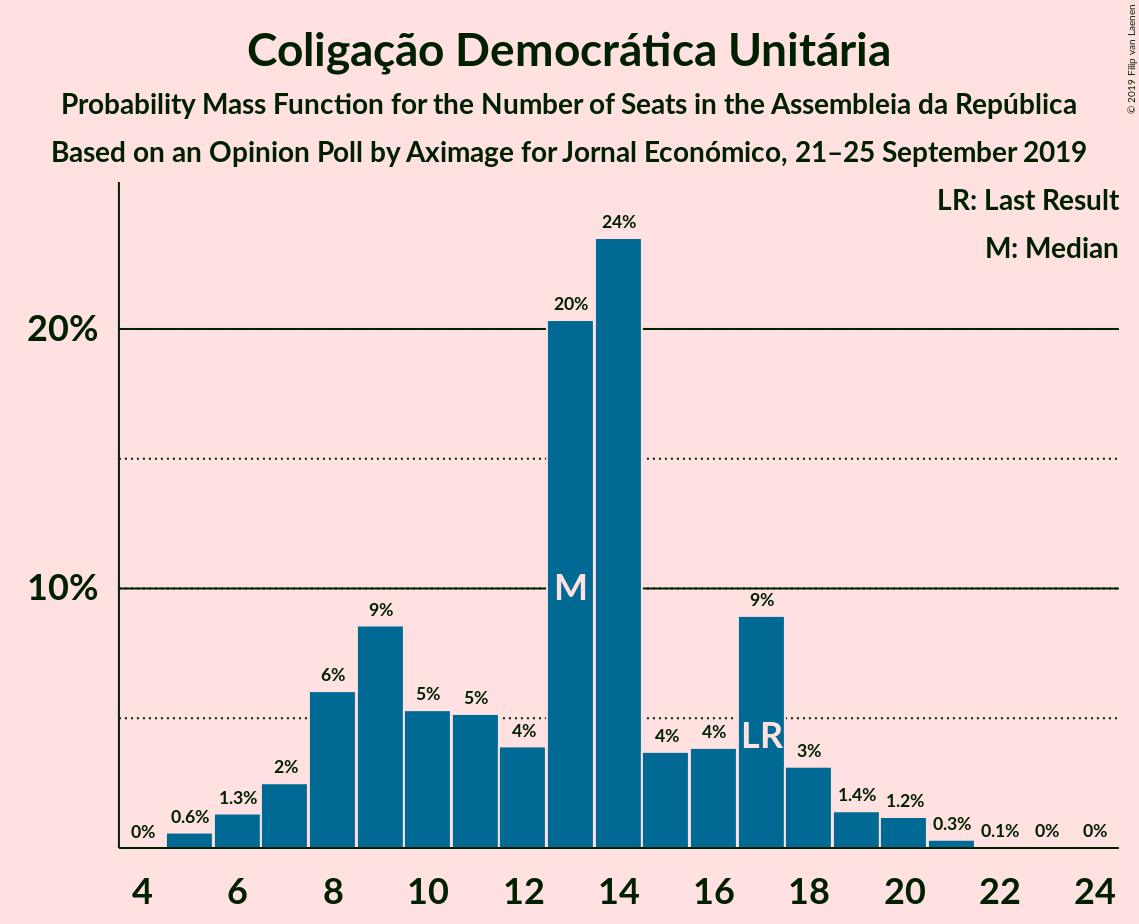 Coligação Democrática Unitária
Probability Mass Function for the Number of Seats in the Assembleia da República
Based on an Opinion Poll by Aximage for Jornal Económico, 21–25 September 2019
© 2019 Filip van Laenen
LR: Last Result
M: Median
20%
10%
0%
0.6%
1.3%
2%
6%
9%
5%
5%
4%
20%
24%
4%
4%
9%
3%
1.4%
1.2%
0.3%
0.1%
0%
0%
M
LR
4 6 8 10 12 14 16 18 20 22 24